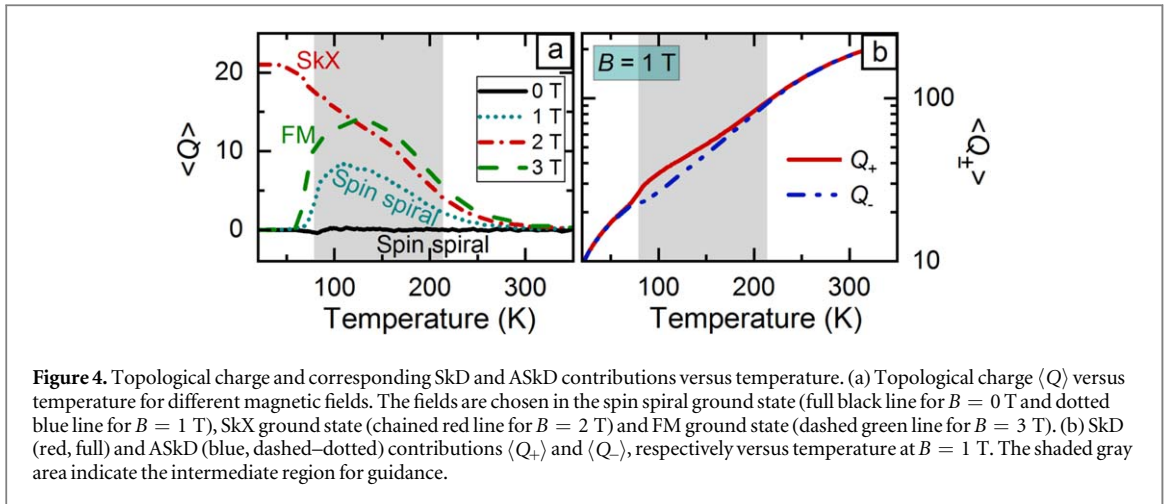 a
b
SkX
B = 1 T
20
0 T
1 T
2 T
3 T
100
FM
<Q>
10
Spin spiral
Q+
Q-
<Q∓>
0
Spin spiral
10
100 200 300
100 200 300
Temperature (K)
Temperature (K)
Figure 4. Topological charge and corresponding SkD and ASkD contributions versus temperature. (a) Topological charge ⟨Q⟩ versus
temperature for different magnetic fields. The fields are chosen in the spin spiral ground state (full black line for B = 0 T and dotted
blue line for B = 1 T), SkX ground state (chained red line for B = 2 T) and FM ground state (dashed green line for B = 3 T). (b) SkD
(red, full) and ASkD (blue, dashed–dotted) contributions ⟨Q+⟩ and ⟨Q−⟩, respectively versus temperature at B = 1 T. The shaded gray
area indicate the intermediate region for guidance.